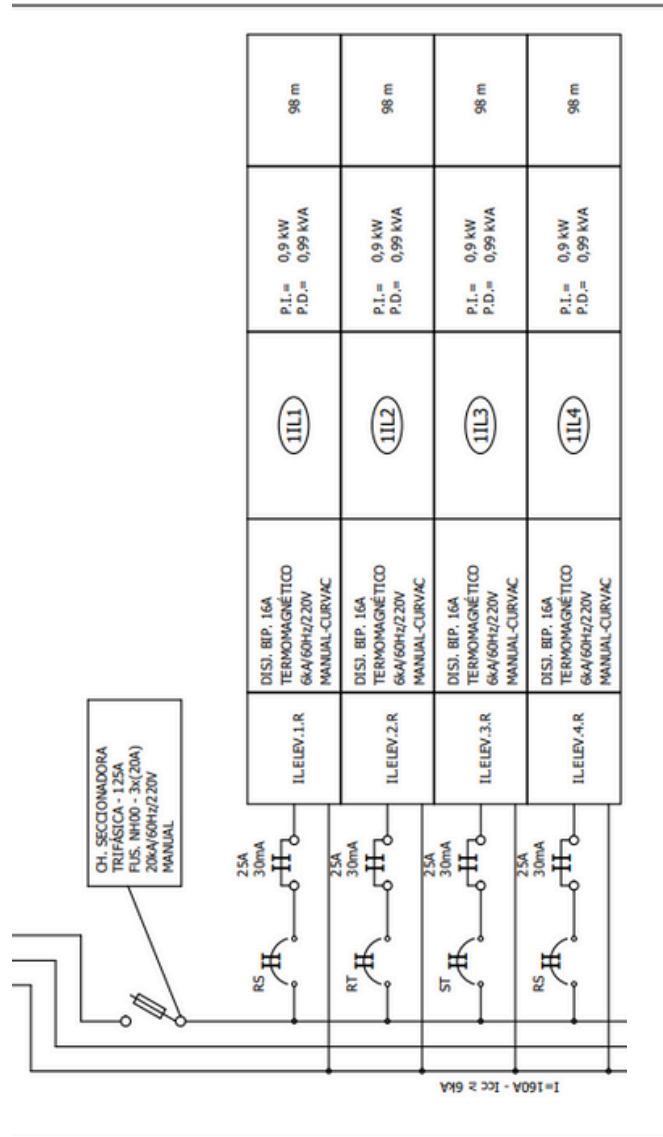 98 m
98 m
98 m
98 m
P.I.= 0,9 kW
P.D.= 0,99 kVA
P.I.= 0,9 kW
P.D.= 0,99 kVA
P.I.= 0,9 kW
P.D.= 0,99 kVA
P.I.= 0,9 kW
P.D.= 0,99 kVA
1IL1
1IL2
1IL3
1IL4
DISJ. BIP. 16A
TERMOMAGNÉTICO
6kA/60Hz/220V
MANUAL-CURVAC
DISJ. BIP. 16A
TERMOMAGNÉTICO
6kA/60Hz/220V
MANUAL-CURVAC
DISJ. BIP. 16A
TERMOMAGNÉTICO
6kA/60Hz/220V
MANUAL-CURVAC
DISJ. BIP. 16A
TERMOMAGNÉTICO
6kA/60Hz/220V
MANUAL-CURVAC
IL.ELEV.1.R
IL.ELEV.2.R
IL.ELEV.3.R
IL.ELEV.4.R
CH. SECCIONADORA
TRIFÁSICA - 125A
FUS. NH00 - 3x(20A)
20kA/60Hz/220V
MANUAL
25A
30mA
25A
30mA
25A
30mA
25A
30mA
RS
RT
ST
RS
I=160A - Icc ≥ 6kA